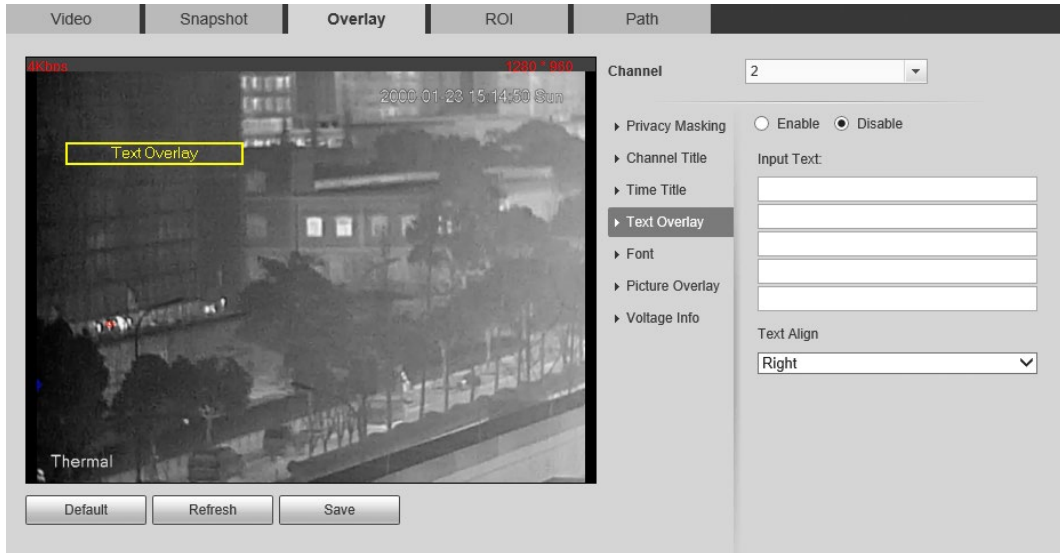 Video Snapshot Overlay ROI Path
4Kbps 1280 * 960
2000-01-23 15:14:50 Sun
Text Overlay
Thermal
Default Refresh Save
Channel 2
Privacy Masking
Channel Title
Time Title
Text Overlay
Font
Picture Overlay
Voltage Info
Enable Disable
Input Text:
Text Align
Right